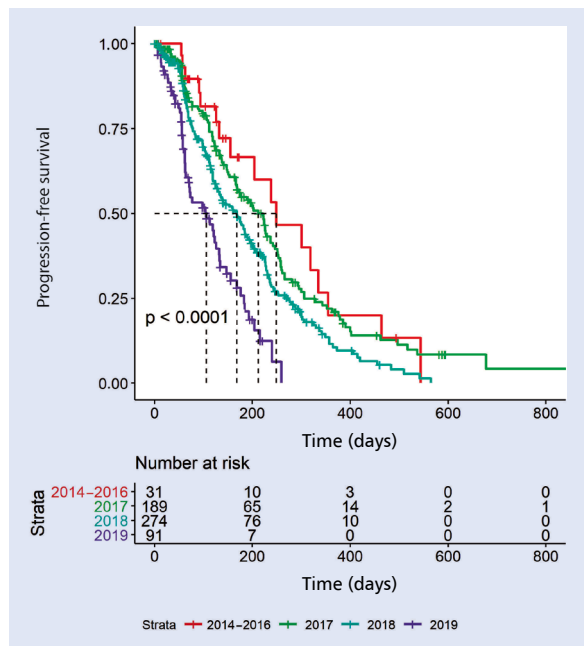 1.00
0.75
0.50
0.25
0.00
Progression-free survival
p < 0.0001
0 200 400 600 800
Time (days)
Number at risk
Strata
2014–2016 31 10 3 0 0
2017 189 65 14 2 1
2018 274 76 10 0 0
2019 91 7 0 0 0
0 200 400 600 800
Time (days)
Strata 2014–2016 2017 2018 2019